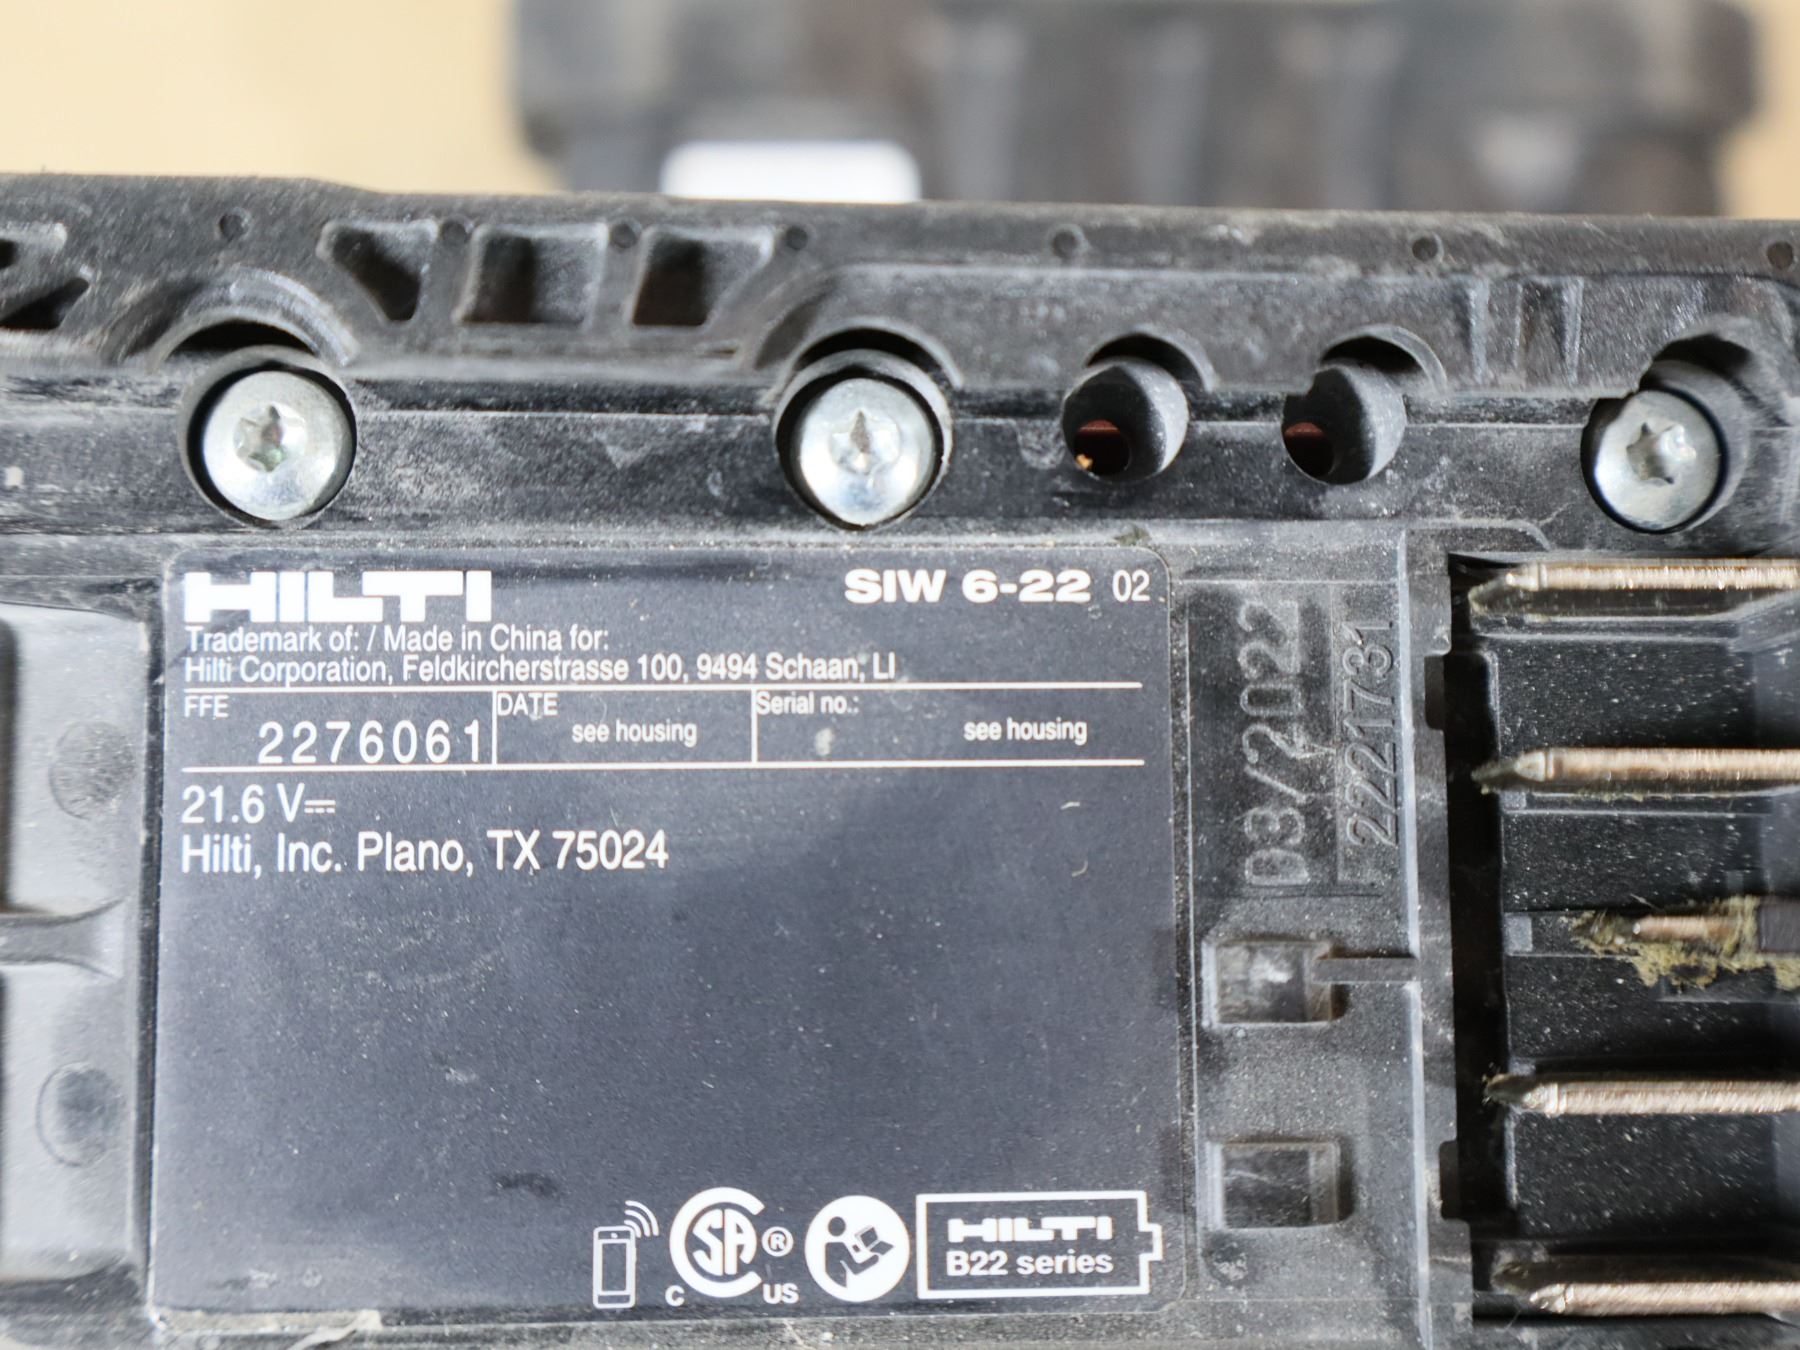 HILTI
SIW 6-22 02
Trademark of: / Made in China for:
Hilti Corporation, Feldkircherstrasse 100, 9494 Schaan, LI
FFE 2276061
DATE see housing
Serial no.: see housing
21.6 V⎓
Hilti, Inc. Plano, TX 75024
C SA ® US
HILTI
B22 series
03/2022
2221731